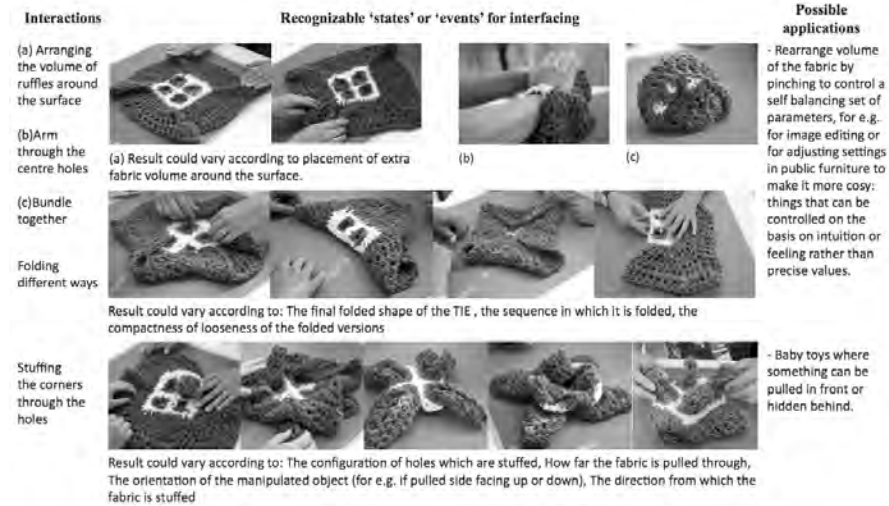 Interactions
Recognizable ‘states’ or ‘events’ for interfacing
Possible
applications
(a) Arranging
the volume of
ruffles around
the surface
(b)Arm
through the
centre holes
(c)Bundle
together
Folding
different ways
(a) Result could vary according to placement of extra
fabric volume around the surface.
(b)
(c)
Result could vary according to: The final folded shape of the TIE , the sequence in which it is folded, the
compactness of looseness of the folded versions
- Rearrange volume
of the fabric by
pinching to control a
self balancing set of
parameters, for e.g.
for image editing or
for adjusting settings
in public furniture to
make it more cosy:
things that can be
controlled on the
basis on intuition or
feeling rather than
precise values.
Stuffing
the corners
through the
holes
Result could vary according to: The configuration of holes which are stuffed, How far the fabric is pulled through,
The orientation of the manipulated object (for e.g. if pulled side facing up or down), The direction from which the
fabric is stuffed
- Baby toys where
something can be
pulled in front or
hidden behind.